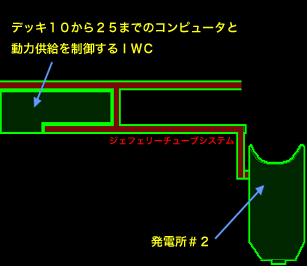 デッキ１０から２５までのコンピュータと
動力供給を制御するＩＷＣ
ジェフェリーチューブシステム
発電所＃２